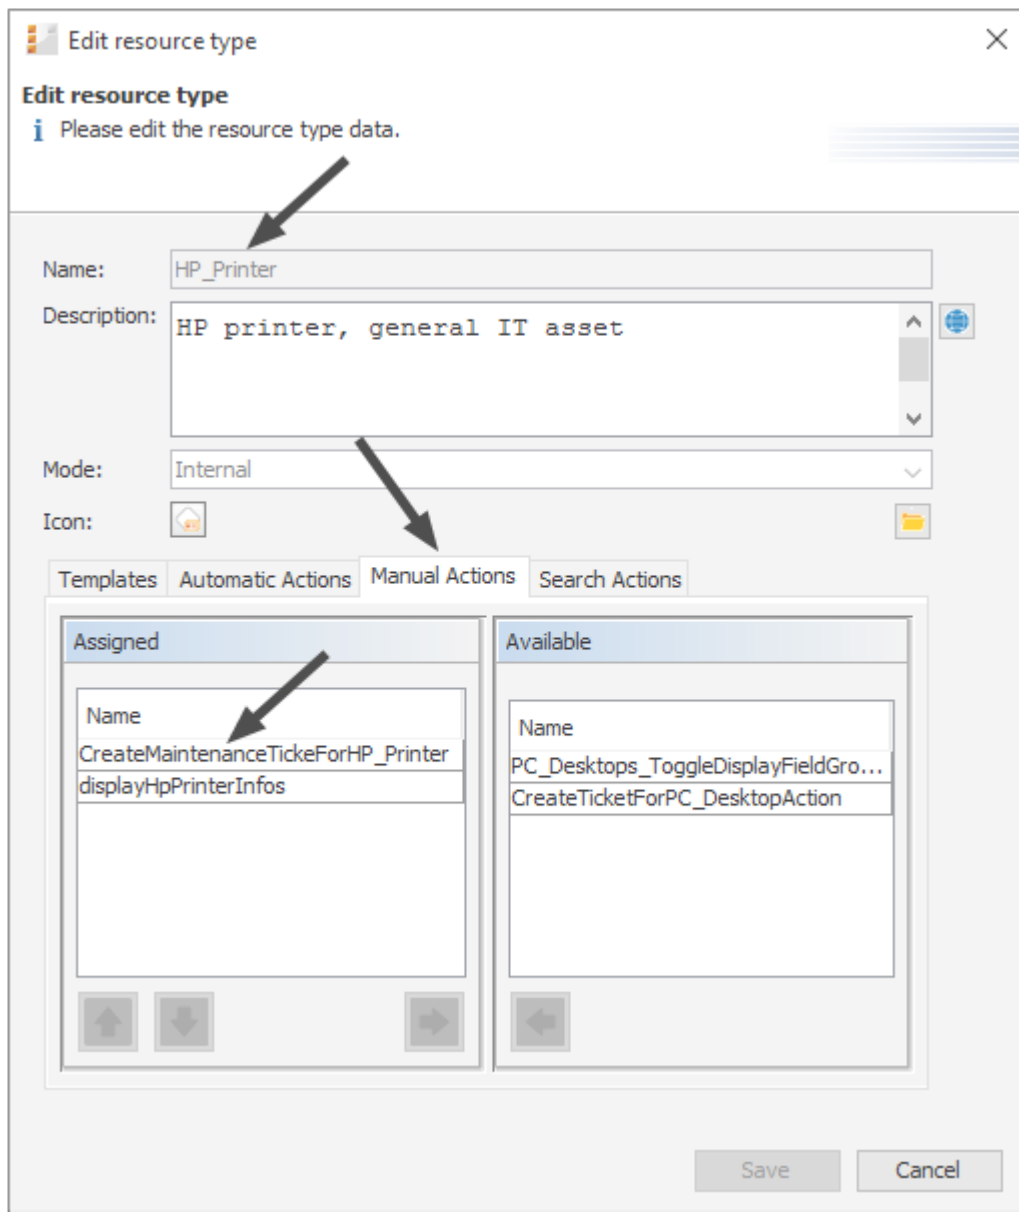 Edit resource type
Edit resource type
i Please edit the resource type data.
Name: HP_Printer
Description: HP printer, general IT asset
Mode: Internal
Icon:
Templates Automatic Actions Manual Actions Search Actions
Assigned
Name
CreateMaintenanceTickeForHP_Printer
displayHpPrinterInfos
Available
Name
PC_Desktops_ToggleDisplayFieldGro...
CreateTicketForPC_DesktopAction
Save Cancel